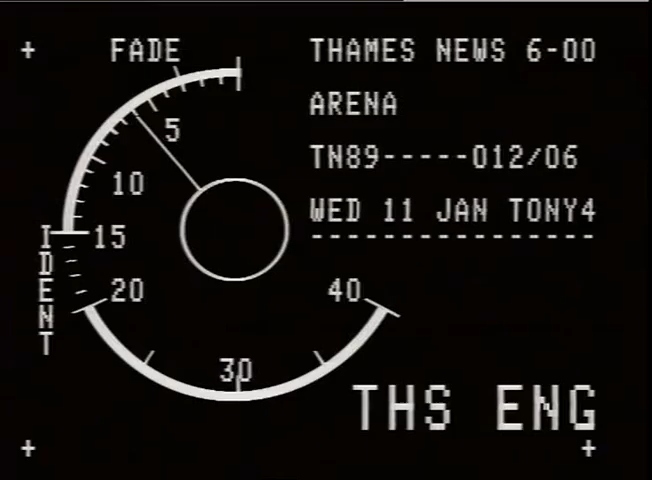 FADE
THAMES NEWS 6-00
ARENA
TN89-----012/06
WED 11 JAN TONY4
----------------
5
10
15
20
30
40
IDENT
THS ENG